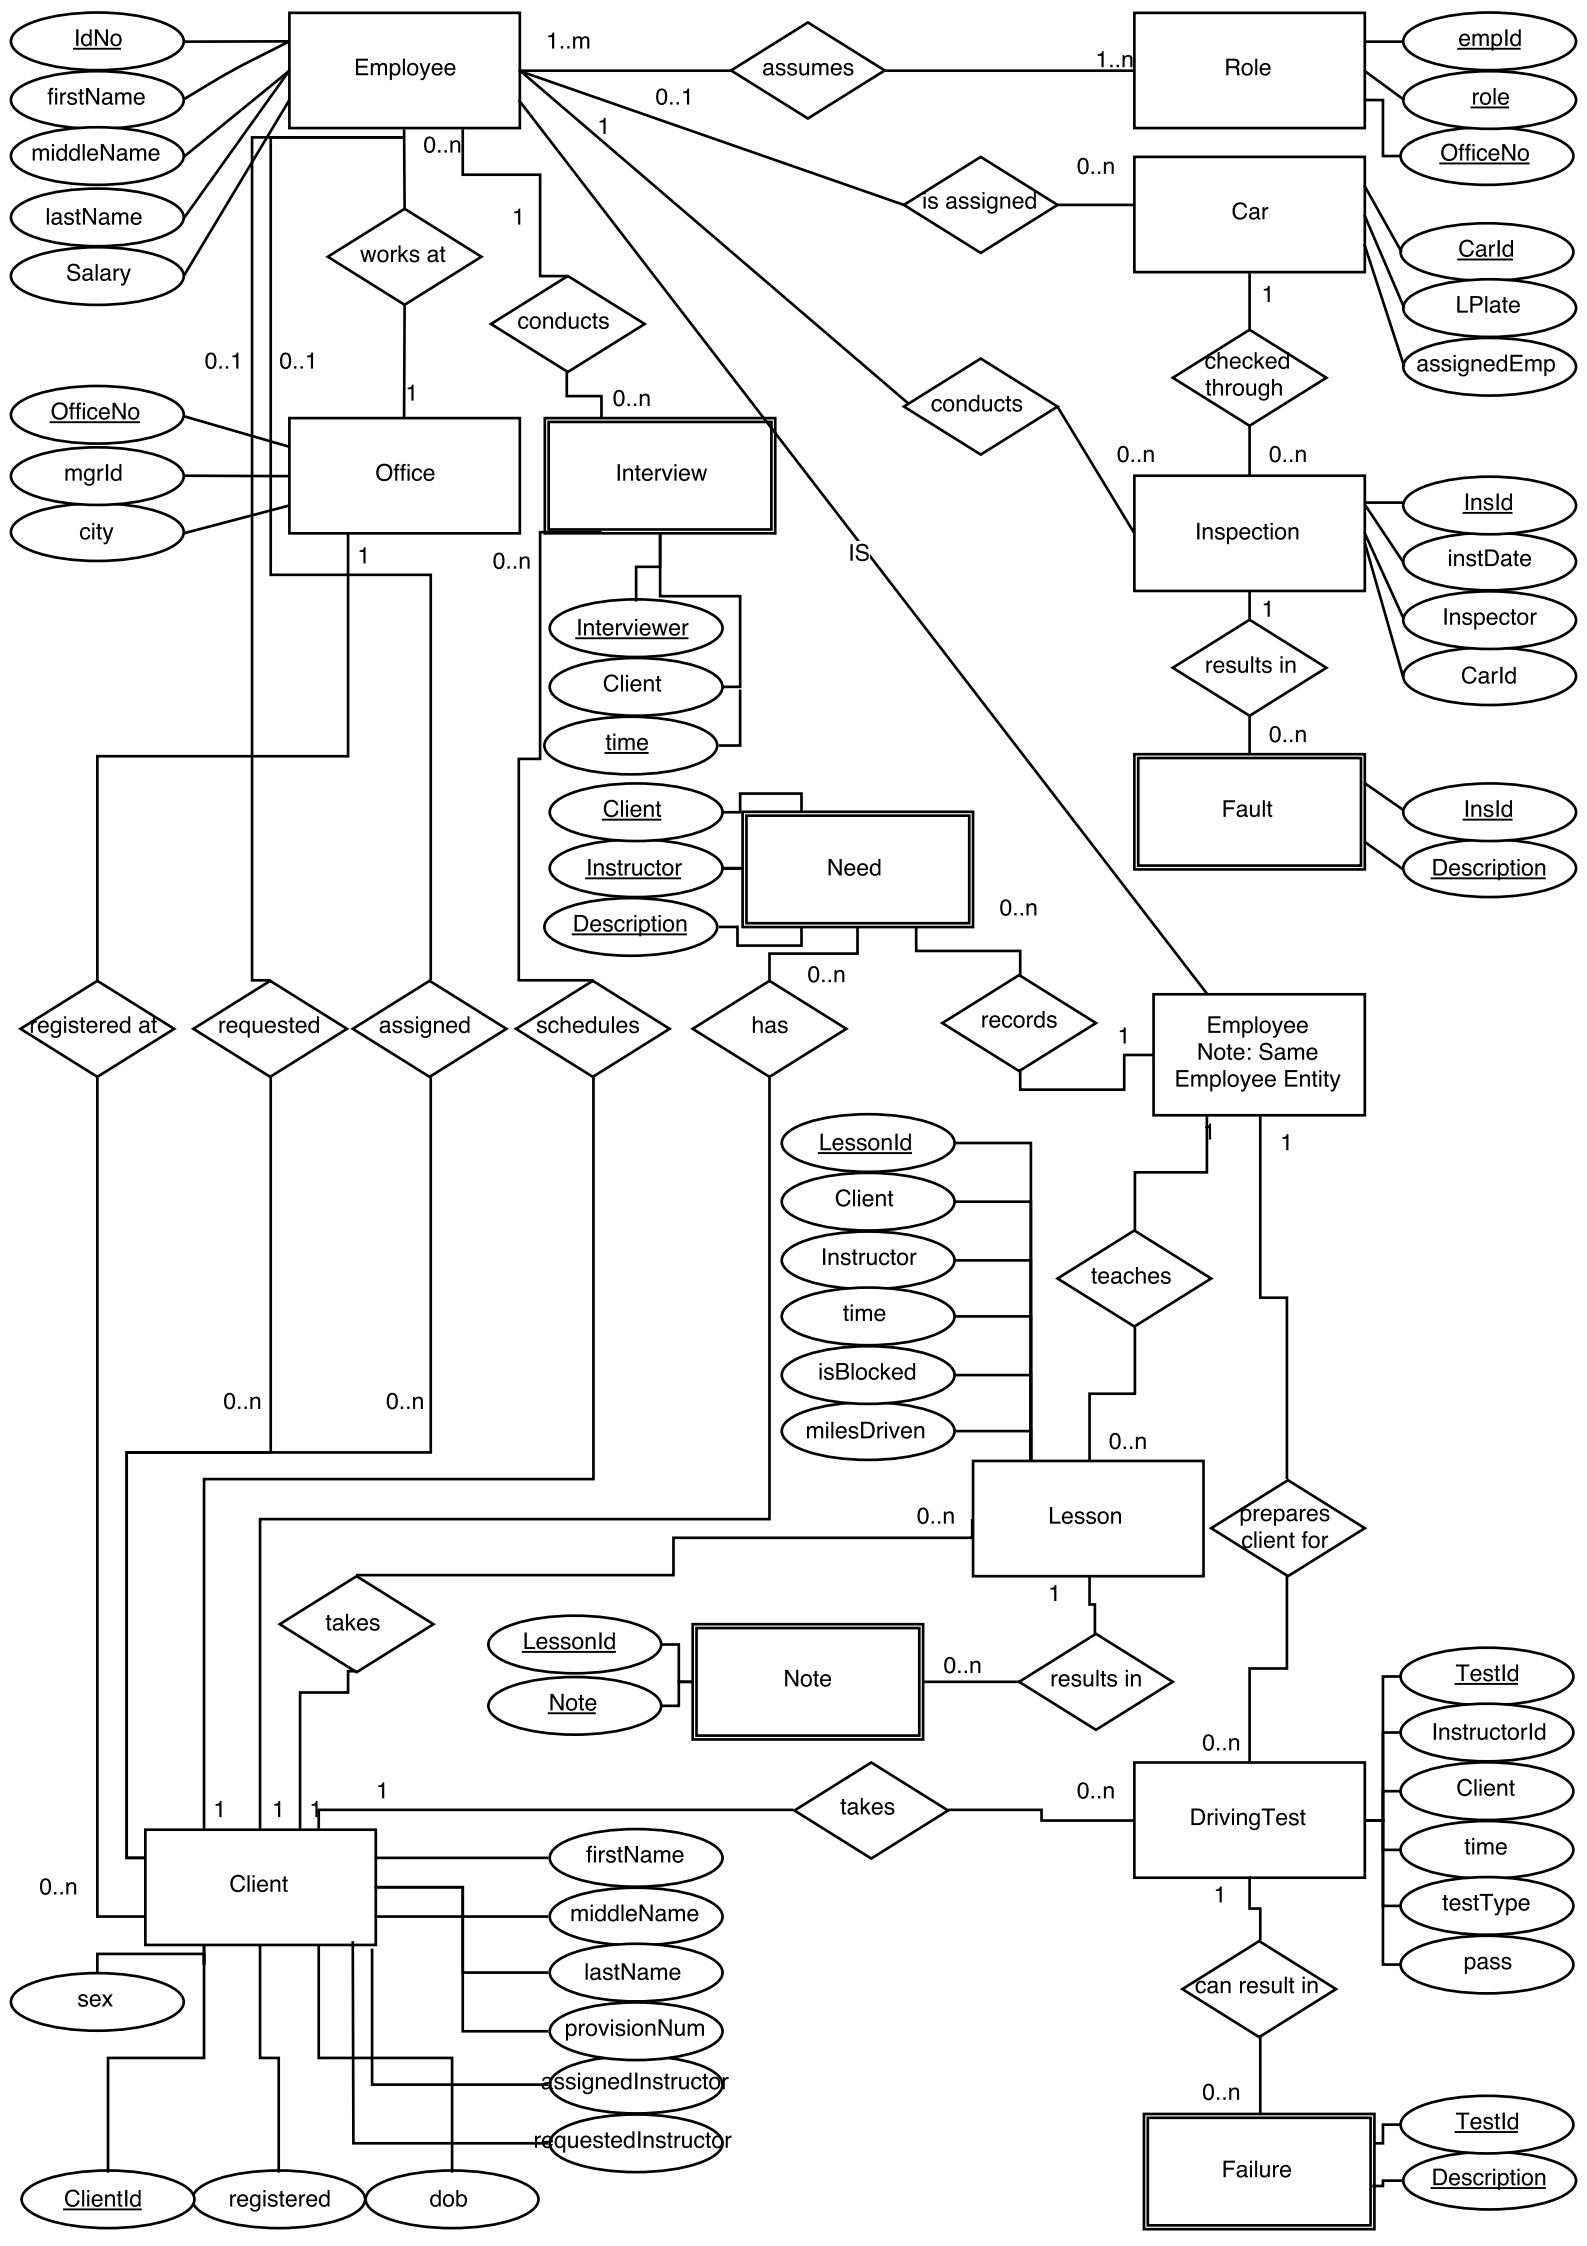 IdNo
Employee
1..m
assumes
1..n
Role
empId
firstName
0..1
role
middleName
0..n
1
OfficeNo
lastName
1
is assigned
0..n
Car
Salary
works at
CarId
conducts
1
LPlate
0..1
0..1
checked
through
assignedEmp
1
0..n
conducts
OfficeNo
0..n
0..n
mgrId
Office
Interview
InsId
city
Inspection
1
0..n
IS
instDate
Interviewer
1
Inspector
Client
results in
CarId
time
0..n
Client
Need
Fault
InsId
Instructor
Description
Description
0..n
0..n
registered at
requested
assigned
schedules
has
records
1
Employee
Note: Same
Employee Entity
LessonId
1
1
Client
Instructor
teaches
time
isBlocked
0..n
0..n
milesDriven
0..n
0..n
Lesson
prepares
client for
1
takes
LessonId
Note
Note
0..n
results in
TestId
InstructorId
0..n
1
1
1
1
takes
0..n
DrivingTest
Client
time
firstName
0..n
Client
1
testType
middleName
pass
lastName
can result in
sex
provisionNum
assignedInstructor
0..n
requestedInstructor
TestId
Failure
Description
ClientId
registered
dob